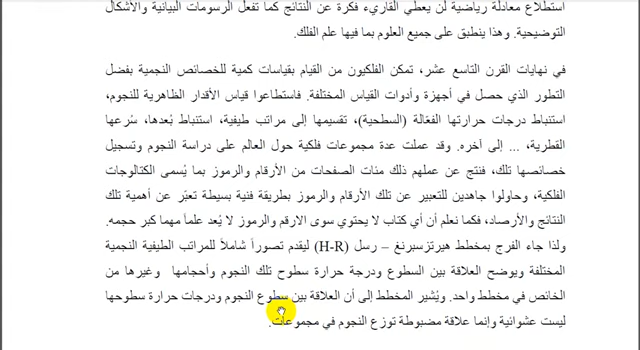 استطلاع معادلة رياضية لن يعطي القاريء فكرة عن النتائج كما تفعل الرسومات البيانية والأشكال
التوضيحية. وهذا ينطبق على جميع العلوم بما فيها علم الفلك.
في نهايات القرن التاسع عشر، تمكن الفلكيون من القيام بقياسات كمية للخصائص النجمية بفضل
التطور الذي حصل في أجهزة وأدوات القياس المختلفة. فاستطاعوا قياس الأقدار الظاهرية للنجوم،
استنباط درجات حرارتها الفعّالة (السطحية)، تقسيمها إلى مراتب طيفية، استنباط بُعدها، سُرعها
القطرية، ... إلى آخره. وقد عملت عدة مجموعات فلكية حول العالم على دراسة النجوم وتسجيل
خصائصها تلك، فنتج عن عملهم ذلك مئات الصفحات من الأرقام والرموز بما يُسمى الكتالوجات
الفلكية، وحاولوا جاهدين للتعبير عن تلك الأرقام والرموز بطريقة فنية بسيطة تعبّر عن أهمية تلك
النتائج والأرصاد، فكما نعلم أن أي كتاب لا يحتوي سوى الارقم والرموز لا يُعد علماً مهما كبر حجمه.
ولذا جاء الفرج بمخطط هيرتزسبرنغ – رسل (H-R) ليقدم تصوراً شاملاً للمراتب الطيفية النجمية
المختلفة ويوضح العلاقة بين السطوع ودرجة حرارة سطوح تلك النجوم وأحجامها وغيرها من
الخائص في مخطط واحد. ويُشير المخطط إلى أن العلاقة بين سطوع النجوم ودرجات حرارة سطوحها
ليست عشوائية وإنما علاقة مضبوطة توزع النجوم في مجموعات.